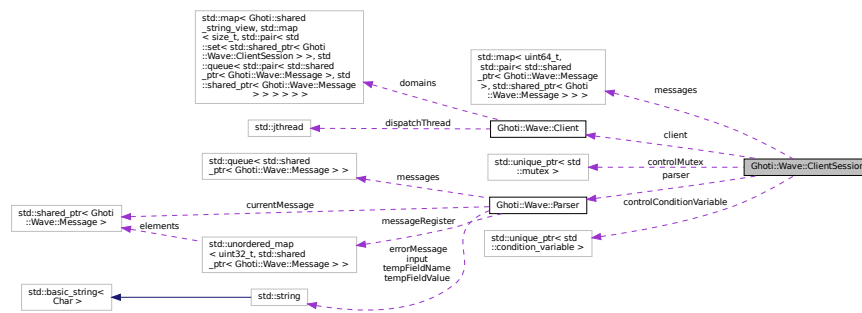 std::map< Ghoti::shared
_string_view, std::map
< size_t, std::pair< std
::set< std::shared_ptr< Ghoti
::Wave::ClientSession > >, std
::queue< std::pair< std::shared
_ptr< Ghoti::Wave::Message >, std
::shared_ptr< Ghoti::Wave::Message
> > > > > >
std::map< uint64_t,
std::pair< std::shared
_ptr< Ghoti::Wave::Message
>, std::shared_ptr< Ghoti
::Wave::Message > > >
domains
messages
std::jthread
dispatchThread
Ghoti::Wave::Client
client
std::queue< std::shared
_ptr< Ghoti::Wave::Message > >
messages
std::unique_ptr< std
::mutex >
controlMutex
Ghoti::Wave::ClientSession
parser
std::shared_ptr< Ghoti
::Wave::Message >
currentMessage
Ghoti::Wave::Parser
controlConditionVariable
elements
messageRegister
std::unordered_map
< uint32_t, std::shared
_ptr< Ghoti::Wave::Message > >
errorMessage
input
tempFieldName
tempFieldValue
std::unique_ptr< std
::condition_variable >
std::basic_string<
Char >
std::string